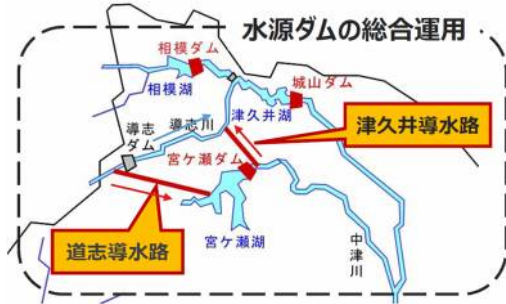 水源ダムの総合運用
相模ダム
城山ダム
相模湖
津久井湖
導志
ダム
導志川
津久井導水路
宮ケ瀬ダム
道志導水路
宮ケ瀬湖
中津川